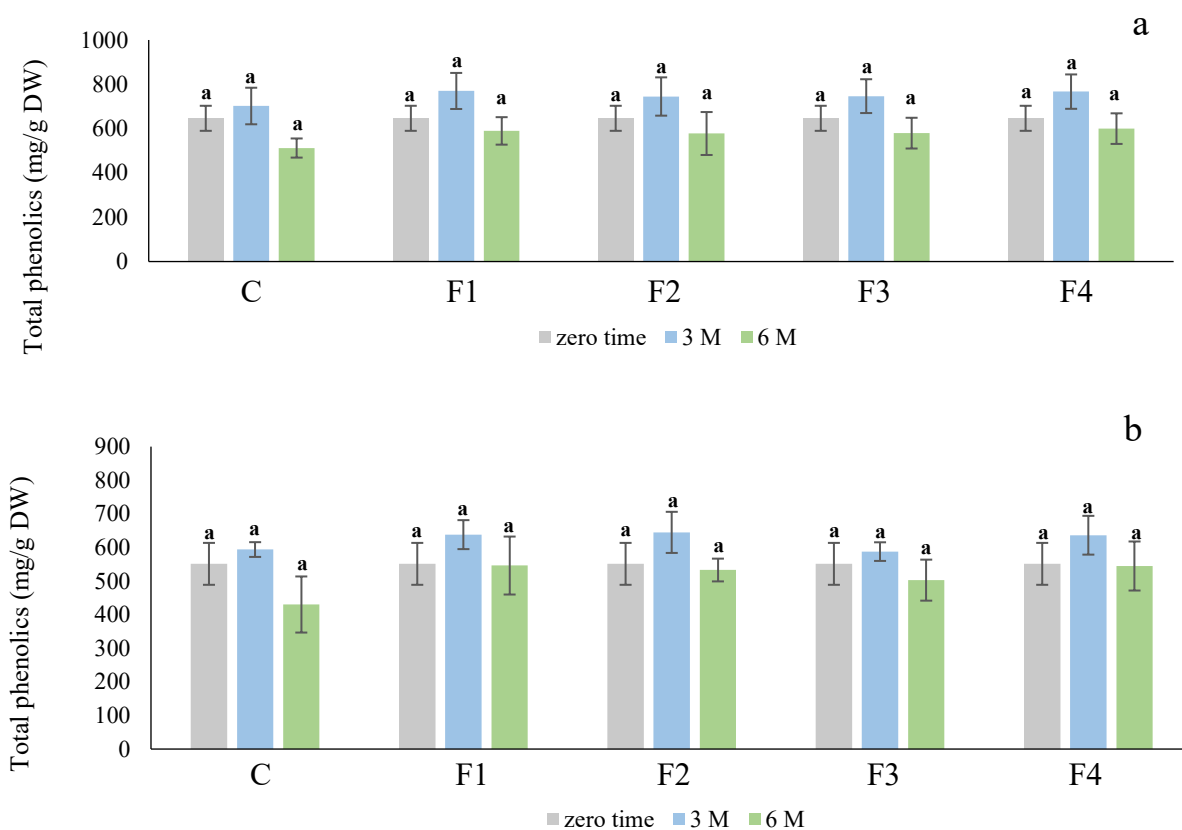 a
Total phenolics (mg/g DW)
1000
800
600
400
200
0
a a a a a a a a a a a a a a a
C F1 F2 F3 F4
zero time 3 M 6 M
b
Total phenolics (mg/g DW)
900
800
700
600
500
400
300
200
100
0
a a a a a a a a a a a a a a a
C F1 F2 F3 F4
zero time 3 M 6 M